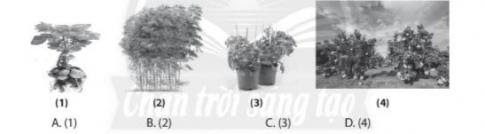 (1) (2) (3) (4)
Chân trời sáng tạo
A. (1) B. (2) C. (3) D. (4)